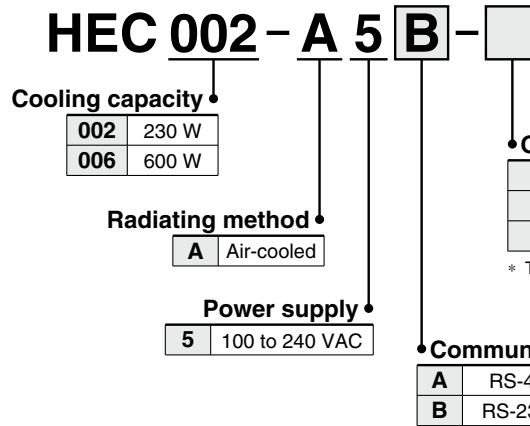 HEC 002 - A 5 B -
Cooling capacity
002 230 W
006 600 W
Radiating method
A Air-cooled
Power supply
5 100 to 240 VAC
A
B
*